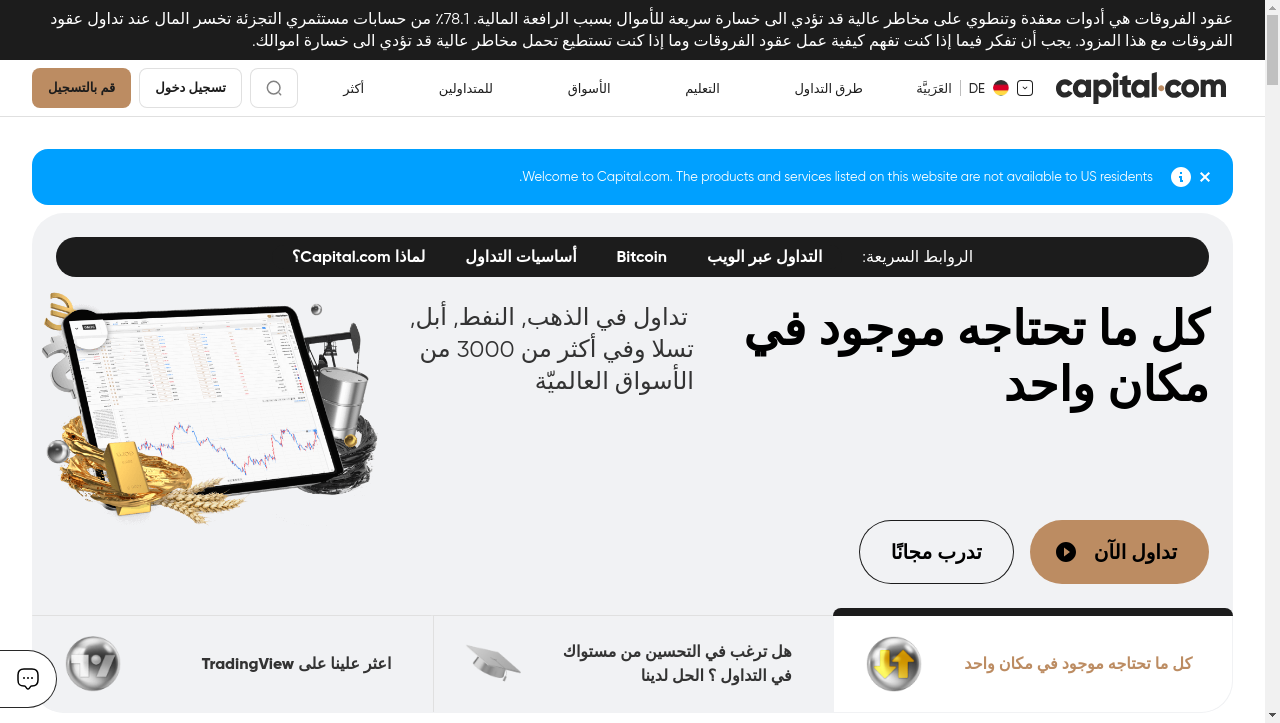 عقود الفروقات هي أدوات معقدة وتنطوي على مخاطر عالية قد تؤدي الى خسارة سريعة للأموال بسبب الرافعة المالية. 78.1٪ من حسابات مستثمري التجزئة تخسر المال عند تداول عقود
الفروقات مع هذا المزود. يجب أن تفكر فيما إذا كنت تفهم كيفية عمل عقود الفروقات وما إذا كنت تستطيع تحمل مخاطر عالية قد تؤدي الى خسارة اموالك.
capital.com
DE
العَرَبيَّة
طرق التداول
التعليم
الأسواق
للمتداولين
أكثر
تسجيل دخول
قم بالتسجيل
Welcome to Capital.com. The products and services listed on this website are not available to US residents.
الروابط السريعة:
التداول عبر الويب
Bitcoin
أساسيات التداول
لماذا Capital.com؟
كل ما تحتاجه موجود في
مكان واحد
تداول في الذهب, النفط, أبل,
تسلا وفي أكثر من 3000 من
الأسواق العالميّة
تداول الآن
تدرب مجانًا
كل ما تحتاجه موجود في مكان واحد
هل ترغب في التحسين من مستواك
في التداول ؟ الحل لدينا
اعثر علينا على TradingView